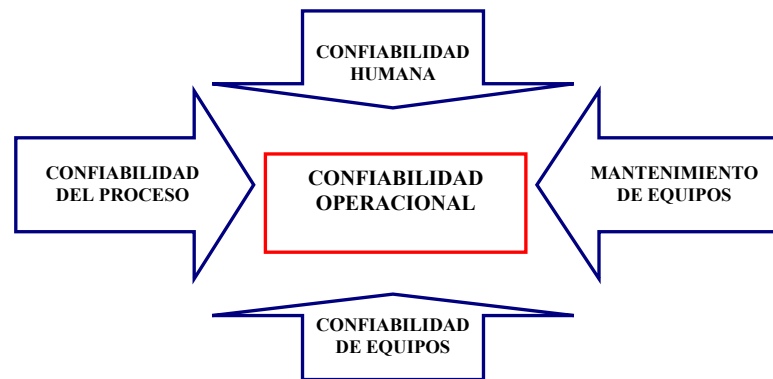 CONFIABILIDAD
HUMANA
CONFIABILIDAD
DEL PROCESO
CONFIABILIDAD
OPERACIONAL
MANTENIMIENTO
DE EQUIPOS
CONFIABILIDAD
DE EQUIPOS